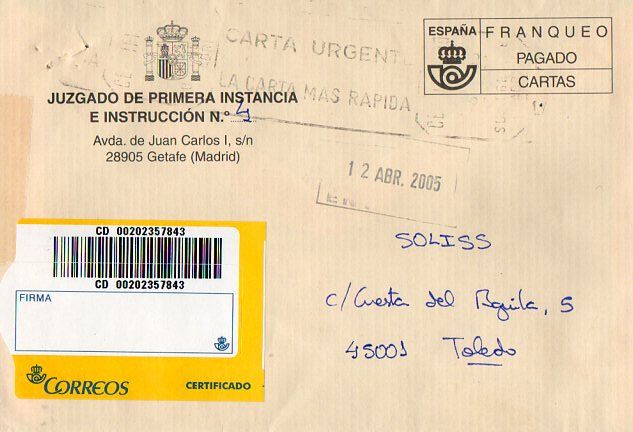 CARTA URGENTE
LA CARTA MAS RAPIDA
ESPAÑA
FRANQUEO
PAGADO
CARTAS
JUZGADO DE PRIMERA INSTANCIA
E INSTRUCCIÓN N.º 4
Avda. de Juan Carlos I, s/n
28905 Getafe (Madrid)
12 ABR. 2005
CD 00202357843
CD 00202357843
FIRMA
CORREOS
CERTIFICADO
SOLISS
c/ Cuesta del Aguila, 5
45001 Toledo